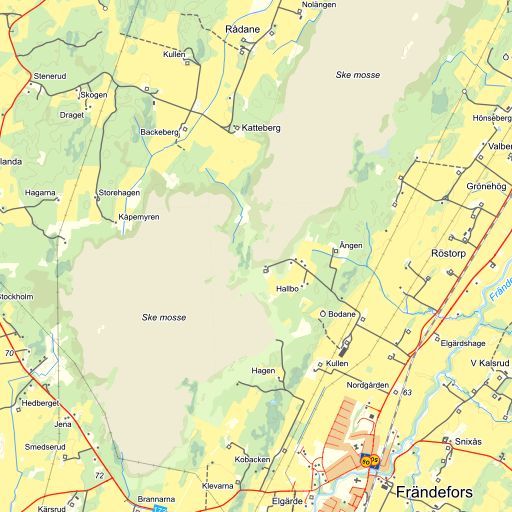 Nolängen
Rådane
Kullen
Stenerud
Ske mosse
Skogen
Draget
Hönseberg
Backeberg
Katteberg
Valber
landa
Grönehög
Hagarna
Storehagen
Kåpemyren
Ängen
Röstorp
Hallbo
Stockholm
Ö Bodane
Ske mosse
Elgärdshage
70
Kullen
V Kalsrud
Hagen
Nordgården
63
Hedberget
Jena
Snixås
Smedserud
Kobacken
72
Klevarna
Brannarna
Elgärde
Frändefors
Kärsrud